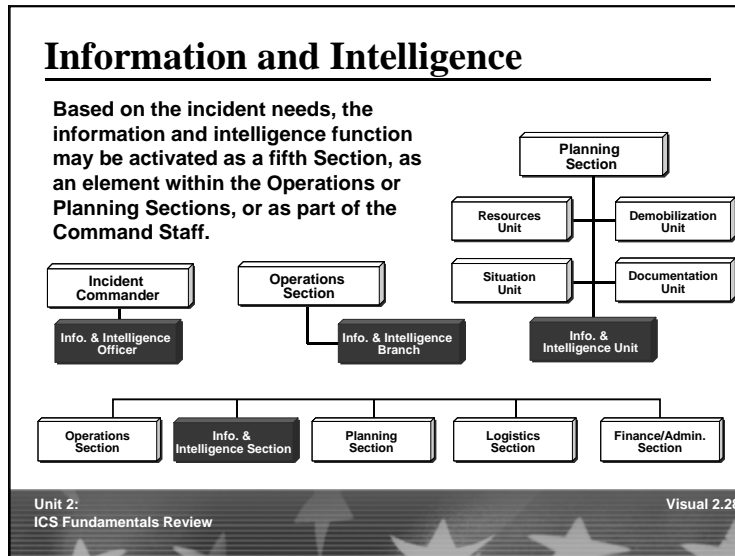 Information and Intelligence
Based on the incident needs, the
information and intelligence function
may be activated as a fifth Section, as
an element within the Operations or
Planning Sections, or as part of the
Command Staff.
Planning
Section
Resources
Unit
Demobilization
Unit
Situation
Unit
Documentation
Unit
Info. &
Intelligence Unit
Incident
Commander
Info. & Intelligence
Officer
Operations
Section
Info. & Intelligence
Branch
Operations
Section
Info. &
Intelligence Section
Planning
Section
Logistics
Section
Finance/Admin.
Section
Unit 2:
ICS Fundamentals Review
Visual 2.28